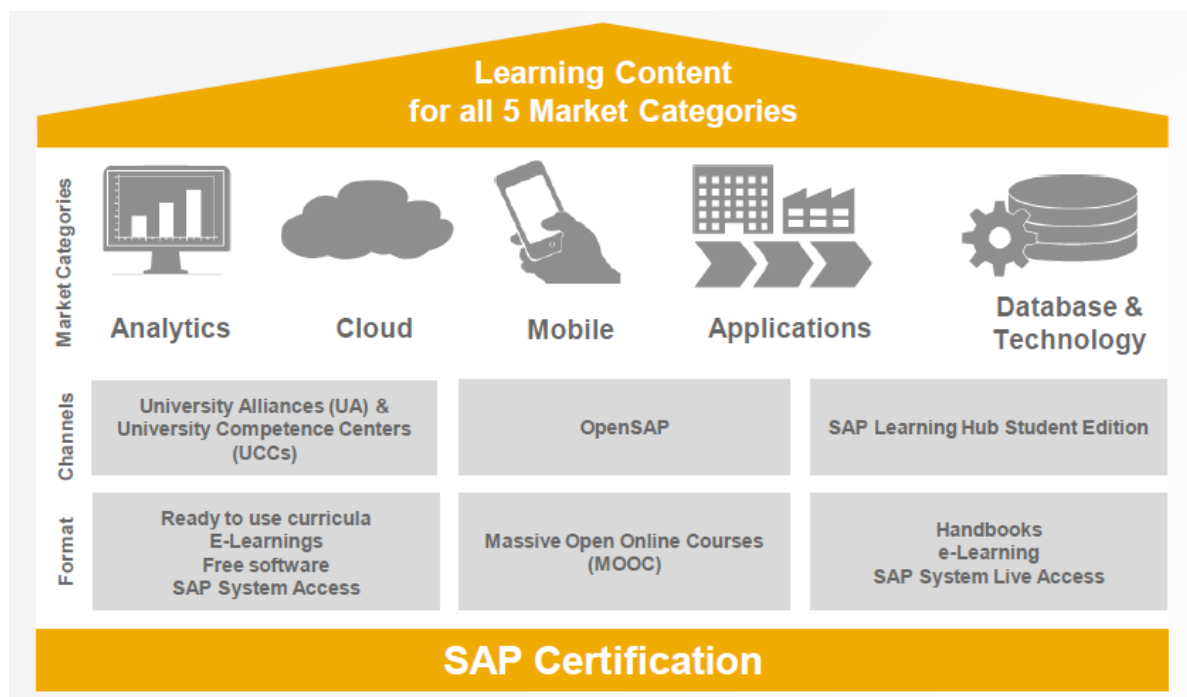 Learning Content
for all 5 Market Categories
Market Categories
Analytics
Cloud
Mobile
Applications
Database &
Technology
Channels
University Alliances (UA) &
University Competence Centers
(UCCs)
OpenSAP
SAP Learning Hub Student Edition
Format
Ready to use curricula
E-Learnings
Free software
SAP System Access
Massive Open Online Courses
(MOOC)
Handbooks
e-Learning
SAP System Live Access
SAP Certification